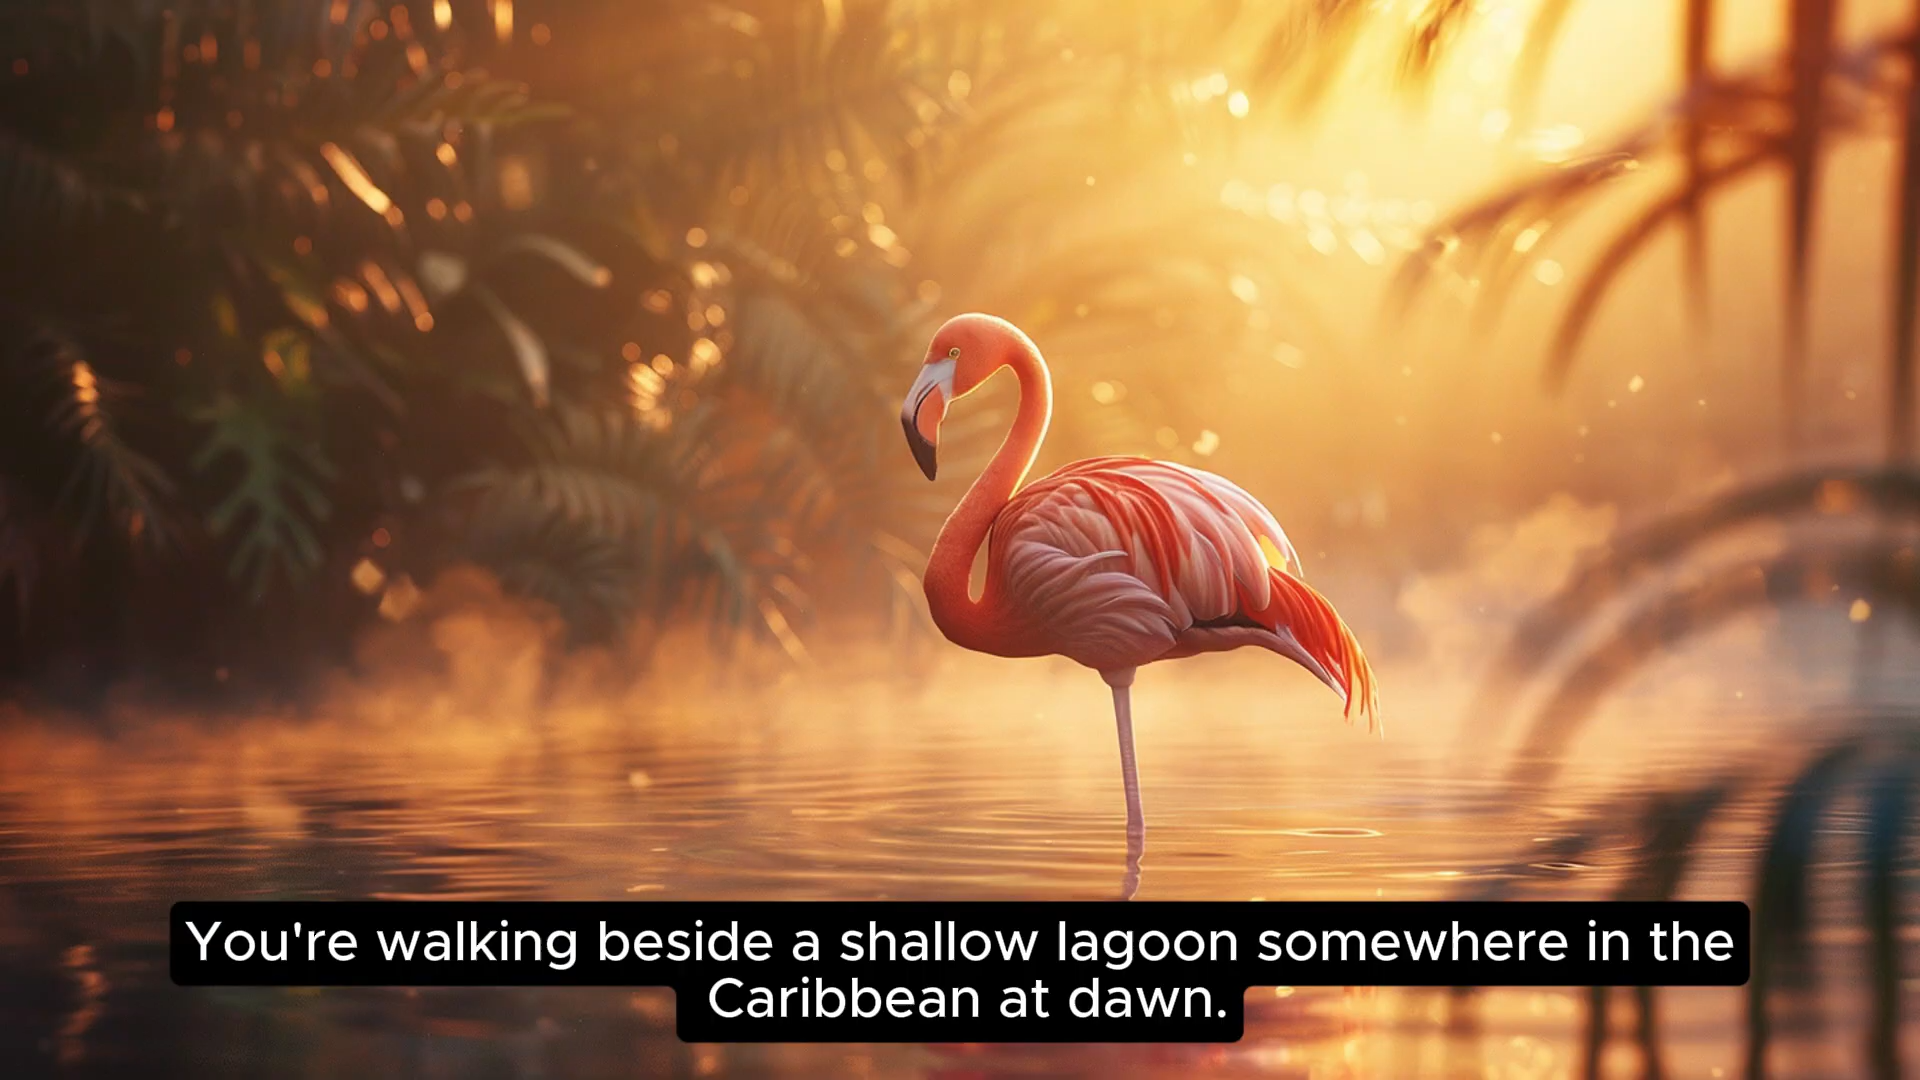 You're walking beside a shallow lagoon somewhere in the
Caribbean at dawn.